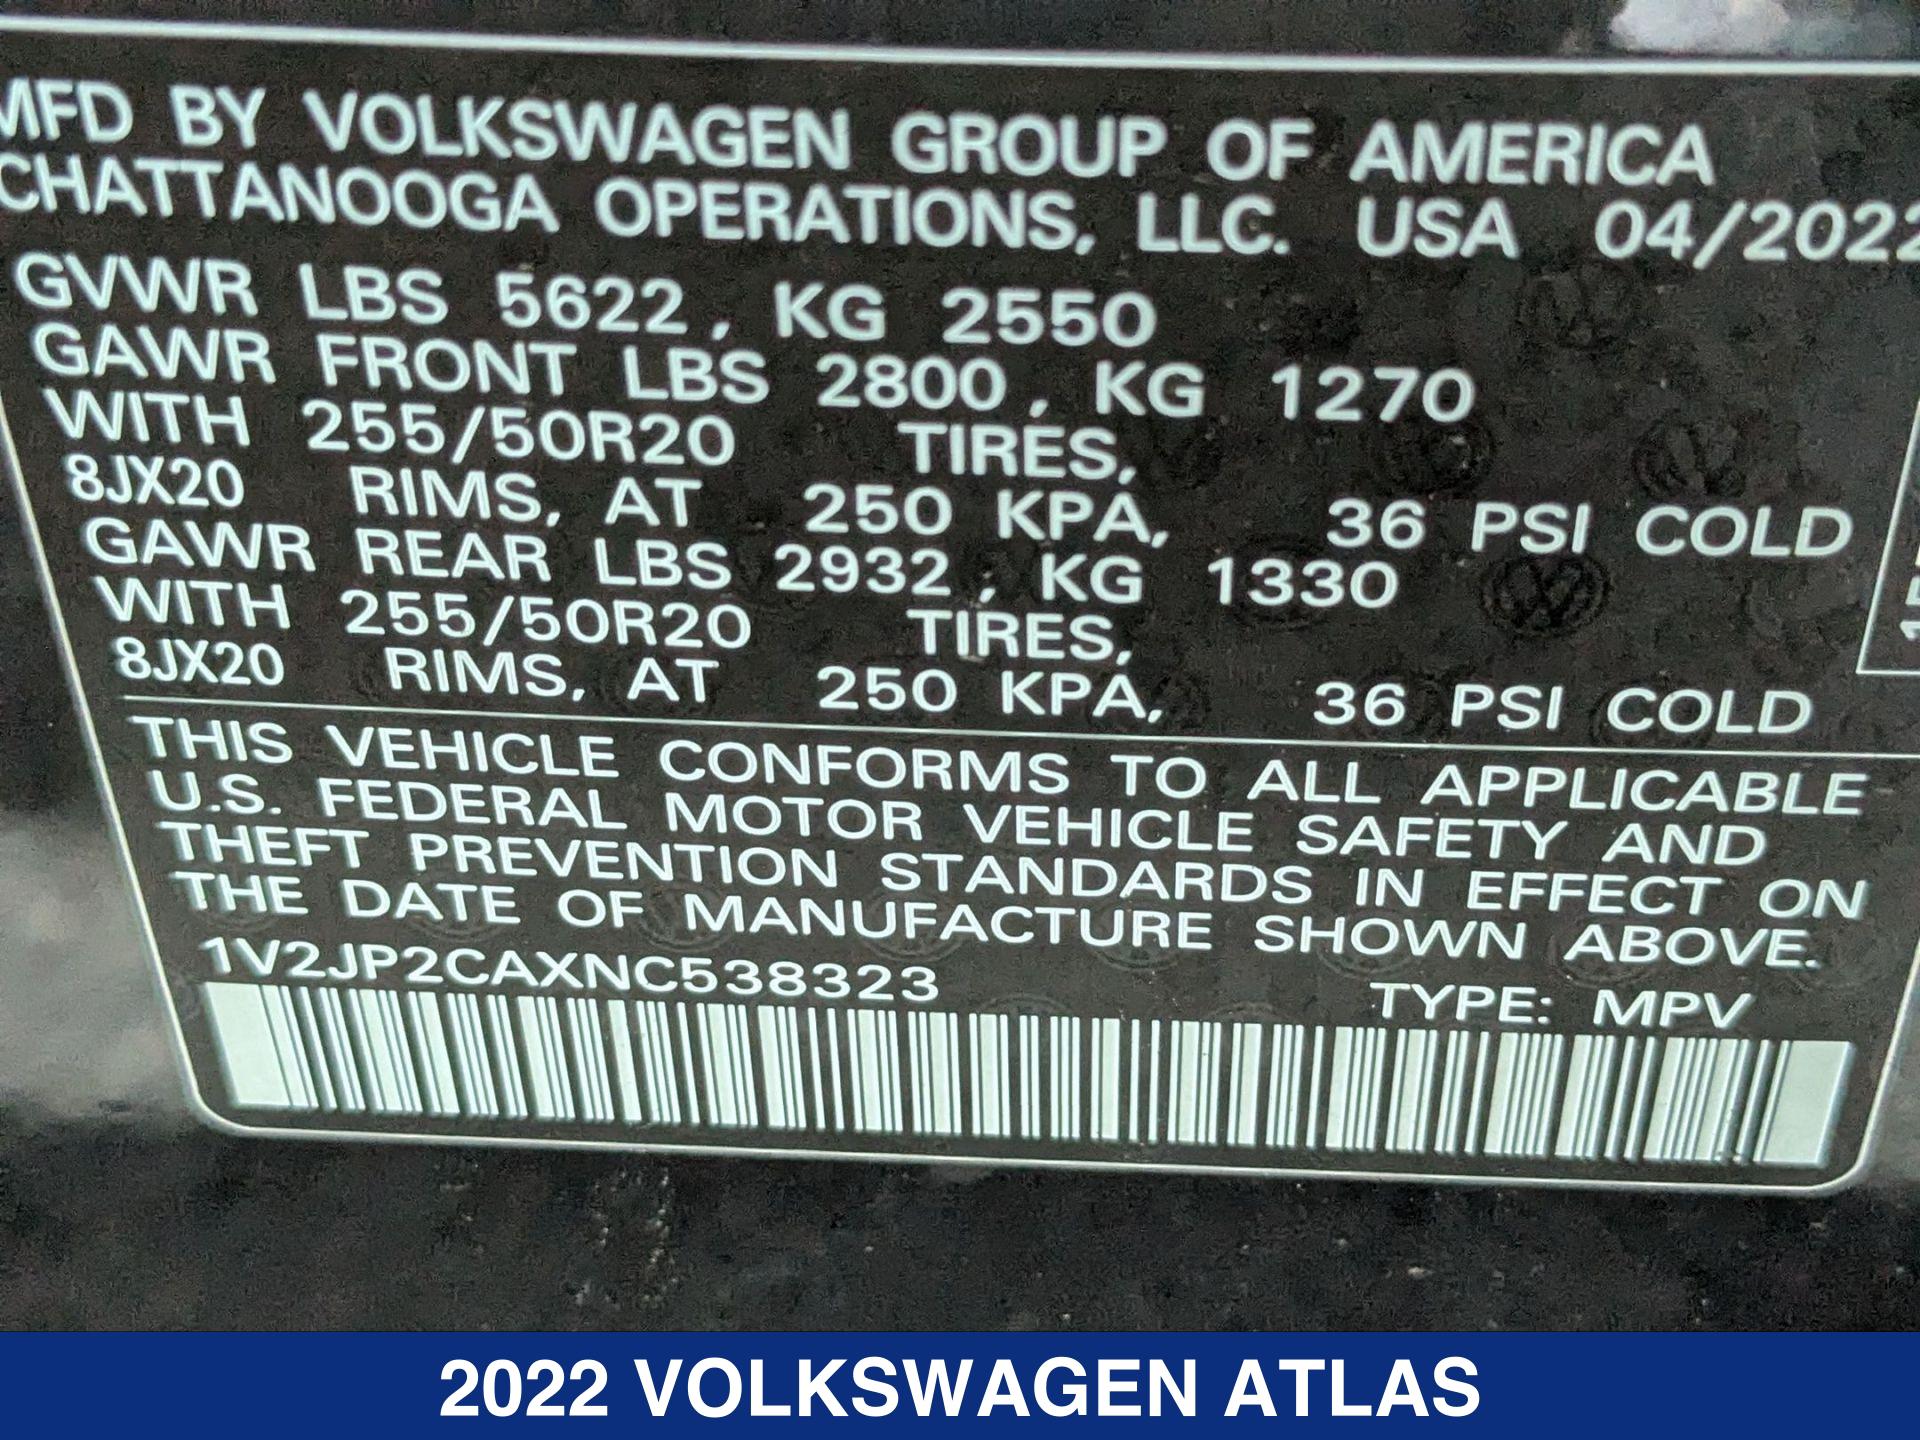 MFD BY VOLKSWAGEN GROUP OF AMERICA
CHATTANOOGA OPERATIONS, LLC. USA 04/2022
GVWR LBS 5622, KG 2550
GAWR FRONT LBS 2800, KG 1270
WITH 255/50R20 TIRES,
8JX20 RIMS, AT 250 KPA, 36 PSI COLD
GAWR REAR LBS 2932, KG 1330
WITH 255/50R20 TIRES,
8JX20 RIMS, AT 250 KPA, 36 PSI COLD
THIS VEHICLE CONFORMS TO ALL APPLICABLE
U.S. FEDERAL MOTOR VEHICLE SAFETY AND
THEFT PREVENTION STANDARDS IN EFFECT ON
THE DATE OF MANUFACTURE SHOWN ABOVE.
1V2JP2CAXNC538323 TYPE: MPV
2022 VOLKSWAGEN ATLAS